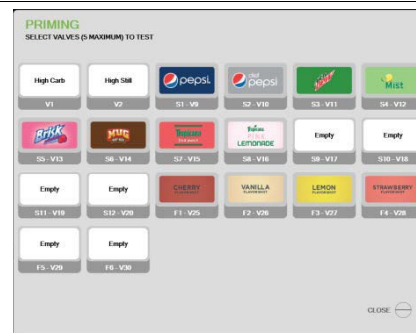 PRIMING
SELECT VALVES (5 MAXIMUM) TO TEST
High Carb
High Still
pepsi
diet pepsi
Mist
V1
V2
S1 - V9
S2 - V10
S3 - V11
S4 - V12
Brisk
MUG
Tropicana
Tropicana PINK LEMONADE
Empty
Empty
S5 - V13
S6 - V14
S7 - V15
S8 - V16
S9 - V17
S10 - V18
Empty
Empty
CHERRY
VANILLA
LEMON
STRAWBERRY
S11 - V19
S12 - V20
F1 - V25
F2 - V26
F3 - V27
F4 - V28
Empty
Empty
F5 - V29
F6 - V30
CLOSE